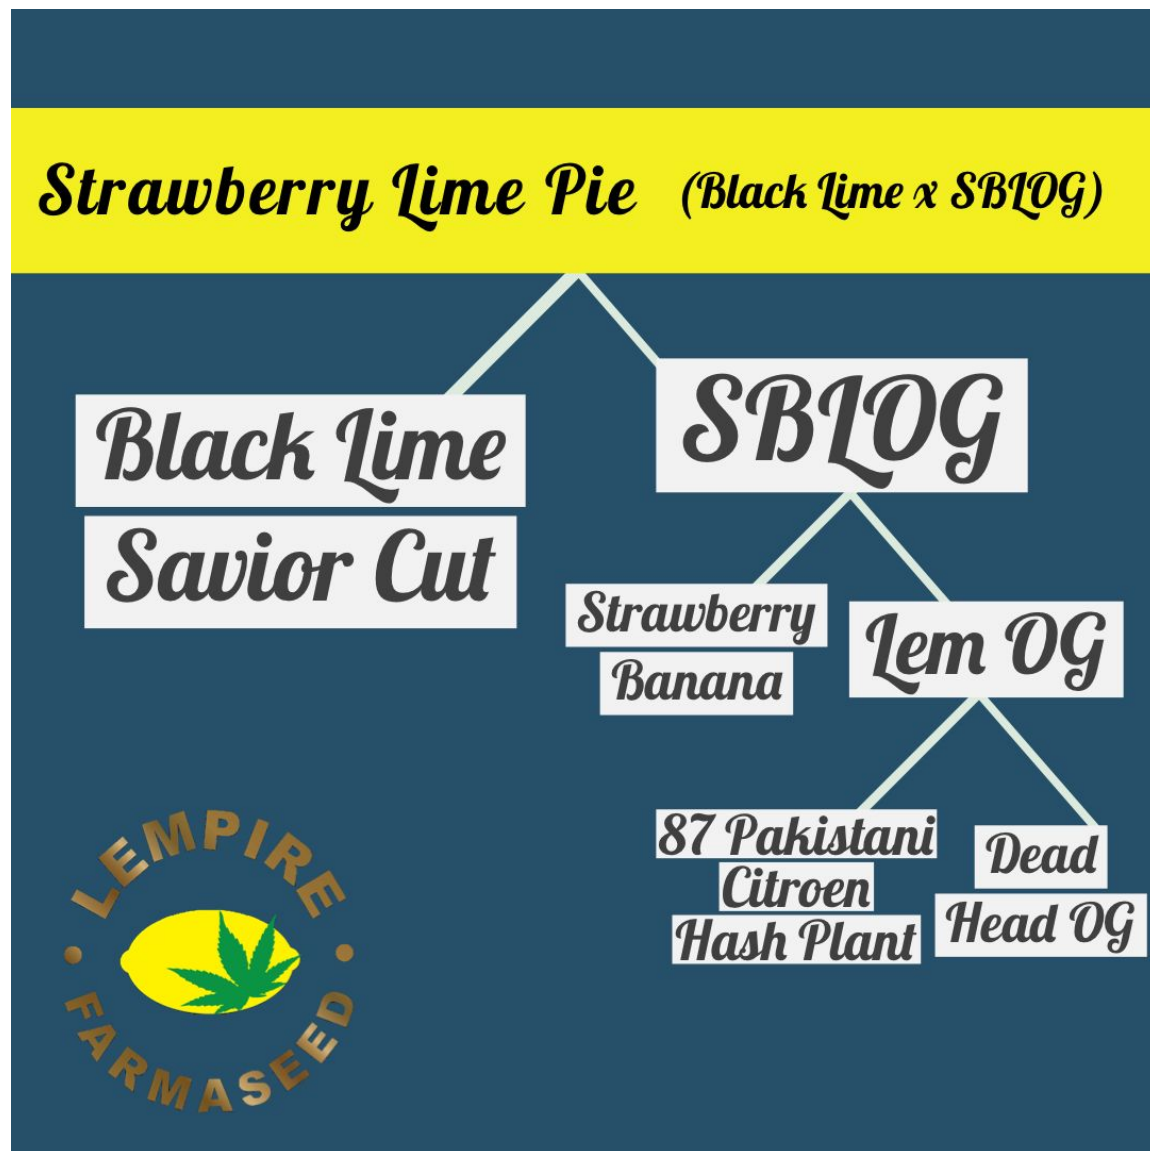 Strawberry Lime Pie (Black Lime x SBLOG)
Black Lime
Savior Cut
SBLOG
Strawberry
Banana
Lem OG
87 Pakistani
Citroen
Hash Plant
Dead
Head OG
LEMPIRE
FARMASEED